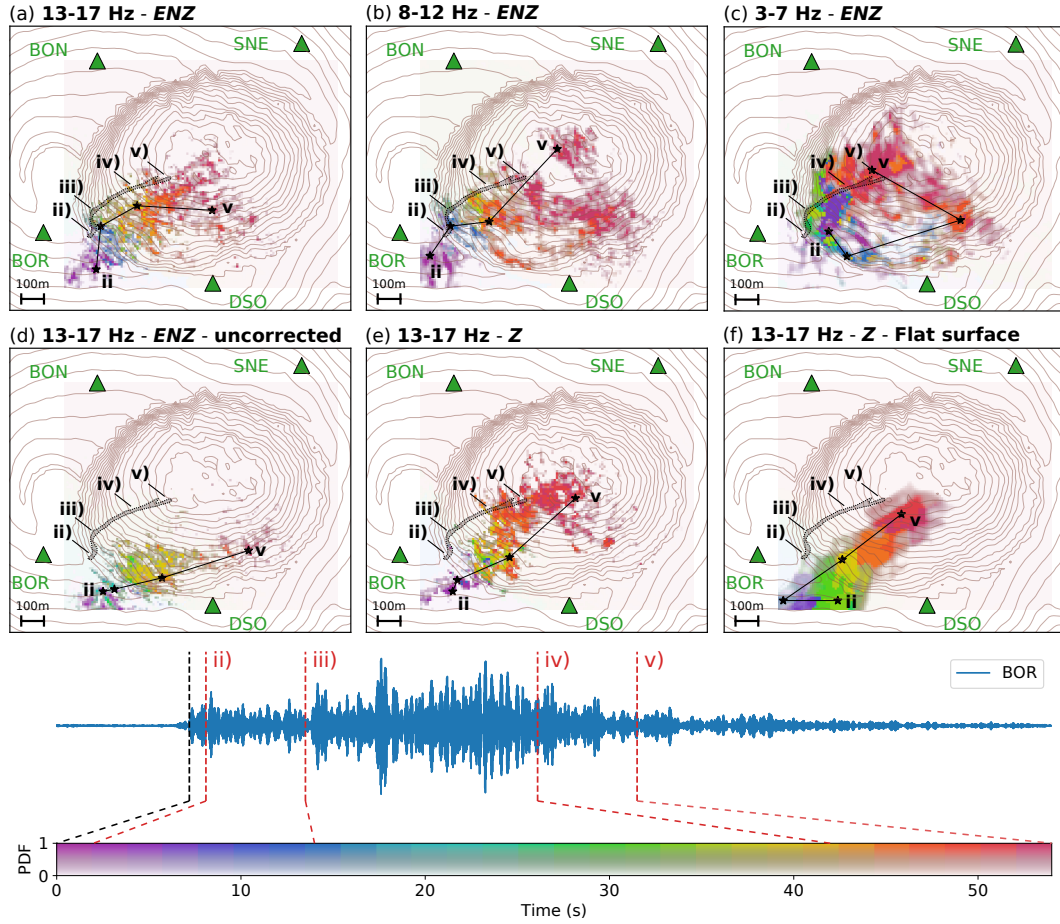 (a) 13-17 Hz - ENZ
BON
SNE
iv)
v)
iii)
ii)
v
BOR
ii
100m
DSO
(b) 8-12 Hz - ENZ
BON
SNE
v
iv)
v)
iii)
ii)
BOR
ii
100m
DSO
(c) 3-7 Hz - ENZ
BON
SNE
iv)
v)
v
iii)
ii)
BOR
ii
100m
DSO
(d) 13-17 Hz - ENZ - uncorrected
BON
SNE
iv)
v)
iii)
ii)
v
BOR
ii
100m
DSO
(e) 13-17 Hz - Z
BON
SNE
iv)
v)
v
iii)
ii)
BOR
ii
100m
DSO
(f) 13-17 Hz - Z - Flat surface
BON
SNE
iv)
v)
v
iii)
ii)
BOR
ii
100m
DSO
ii)
iii)
iv)
v)
BOR
1
PDF
0
0 10 20 30 40 50
Time (s)